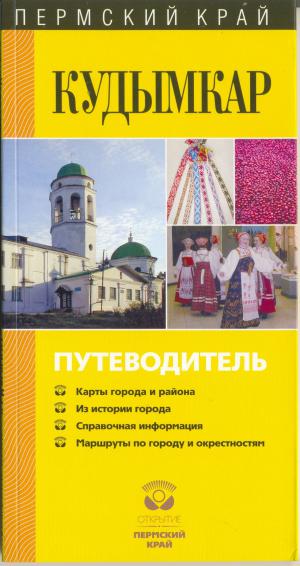 ПЕРМСКИЙ КРАЙ
КУДЫМКАР
ПУТЕВОДИТЕЛЬ
Карты города и района
Из истории города
Справочная информация
Маршруты по городу и окрестностям
ОТКРЫТИЕ
ПЕРМСКИЙ
КРАЙ